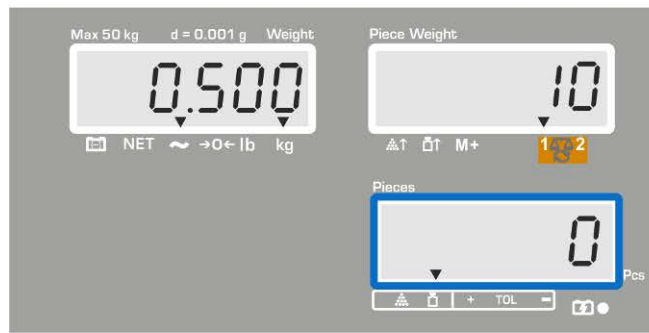 Max 50 kg d = 0.001 g Weight
0.500
NET ~ →0← lb kg
Piece Weight
10
M+ 1 2
Pieces
0
Pcs
+ TOL -